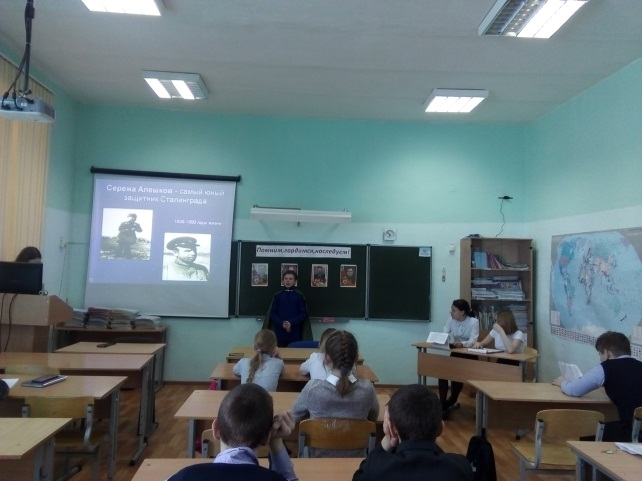 Сережа Алешков - самый юный
защитник Сталинграда
Помним,гордимся,наследуем!